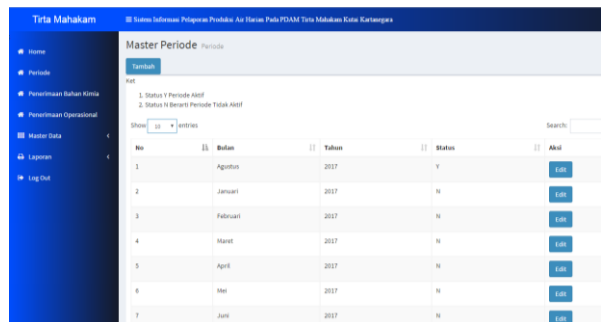 Tirta Mahakam
Sistem Informasi Pelaporan Produksi Air Harian Pada PDAM Tirta Mahakam Kutai Kartanegara
Home
Periode
Penerimaan Bahan Kimia
Penerimaan Operasional
Master Data
Laporan
Log Out
Master Periode Periode
Tambah
Ket
1. Status Y Periode Aktif
2. Status N Berarti Periode Tidak Aktif
Show 10 entries Search:
No Bulan Tahun Status Aksi
1 Agustus 2017 Y Edit
2 Januari 2017 N Edit
3 Februari 2017 N Edit
4 Maret 2017 N Edit
5 April 2017 N Edit
6 Mei 2017 N Edit
7 Juni 2017 N Edit